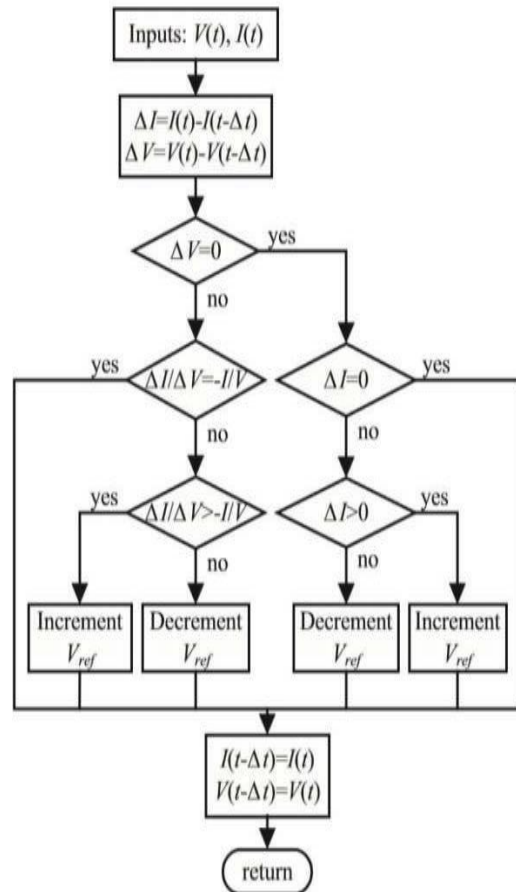 Inputs: V(t), I(t)
ΔI=I(t)-I(t-Δt)
ΔV=V(t)-V(t-Δt)
ΔV=0
yes
no
yes
ΔI/ΔV=-I/V
ΔI=0
yes
no
no
yes
ΔI/ΔV>-I/V
ΔI>0
yes
no
no
Increment
Vref
Decrement
Vref
Decrement
Vref
Increment
Vref
I(t-Δt)=I(t)
V(t-Δt)=V(t)
return